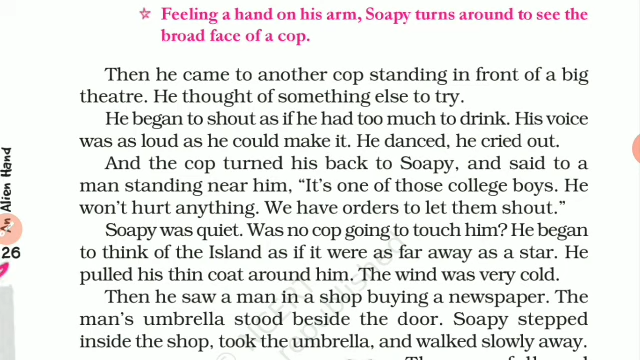 ☆ Feeling a hand on his arm, Soapy turns around to see the
broad face of a cop.
Then he came to another cop standing in front of a big
theatre. He thought of something else to try.
He began to shout as if he had too much to drink. His voice
was as loud as he could make it. He danced, he cried out.
And the cop turned his back to Soapy, and said to a
man standing near him, “It’s one of those college boys. He
won’t hurt anything. We have orders to let them shout.”
Soapy was quiet. Was no cop going to touch him? He began
to think of the Island as if it were as far away as a star. He
pulled his thin coat around him. The wind was very cold.
Then he saw a man in a shop buying a newspaper. The
man’s umbrella stood beside the door. Soapy stepped
inside the shop, took the umbrella, and walked slowly away.
An Alien Hand
26